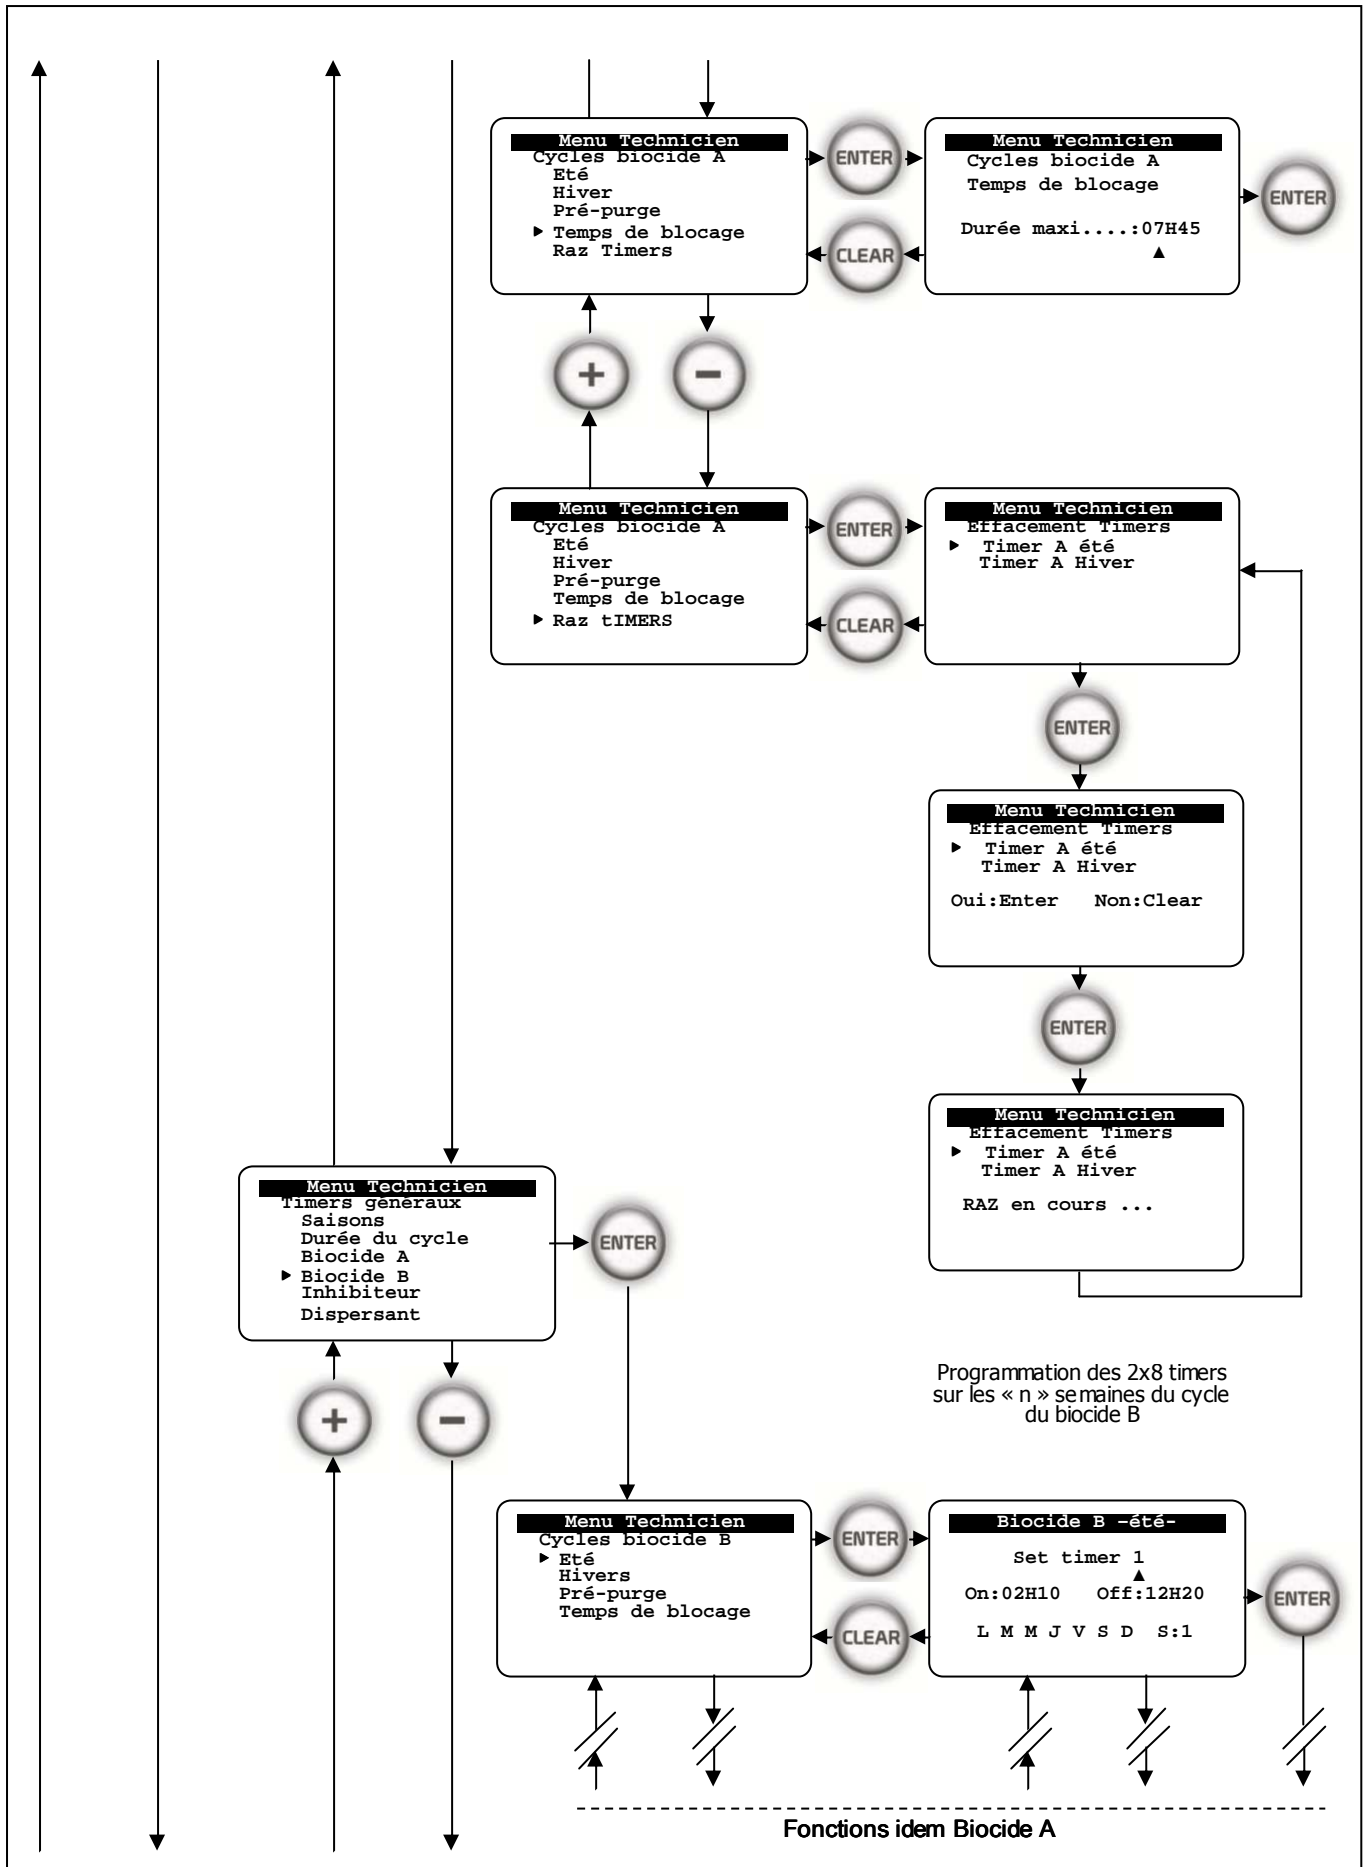 Menu Technicien
Cycles biocide A
Eté
Hiver
Pré-purge
▶ Temps de blocage
Raz Timers
ENTER
CLEAR
Menu Technicien
Cycles biocide A
Temps de blocage
Durée maxi....:07H45
▲
ENTER
+
-
Menu Technicien
Cycles biocide A
Eté
Hiver
Pré-purge
Temps de blocage
▶ Raz tIMERS
ENTER
CLEAR
Menu Technicien
Effacement Timers
▶ Timer A été
Timer A Hiver
ENTER
Menu Technicien
Effacement Timers
▶ Timer A été
Timer A Hiver
Oui:Enter Non:Clear
ENTER
Menu Technicien
Effacement Timers
▶ Timer A été
Timer A Hiver
RAZ en cours ...
Menu Technicien
Timers généraux
Saisons
Durée du cycle
Biocide A
▶ Biocide B
Inhibiteur
Dispersant
ENTER
+
-
Programmation des 2x8 timers
sur les « n » semaines du cycle
du biocide B
Menu Technicien
Cycles biocide B
▶ Eté
Hivers
Pré-purge
Temps de blocage
ENTER
CLEAR
Biocide B –été-
Set timer 1
▲
On:02H10 Off:12H20
L M M J V S D S:1
ENTER
Fonctions idem Biocide A